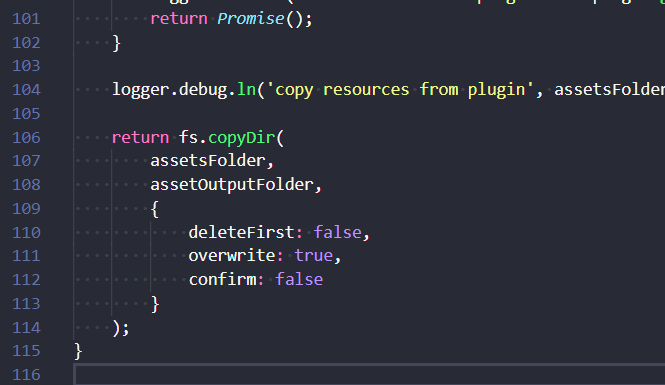 101 return Promise();
102 }
103
104 logger.debug.ln('copy resources from plugin', assetsFolder
105
106 return fs.copyDir(
107 assetsFolder,
108 assetOutputFolder,
109 {
110 deleteFirst: false,
111 overwrite: true,
112 confirm: false
113 }
114 );
115 }
116